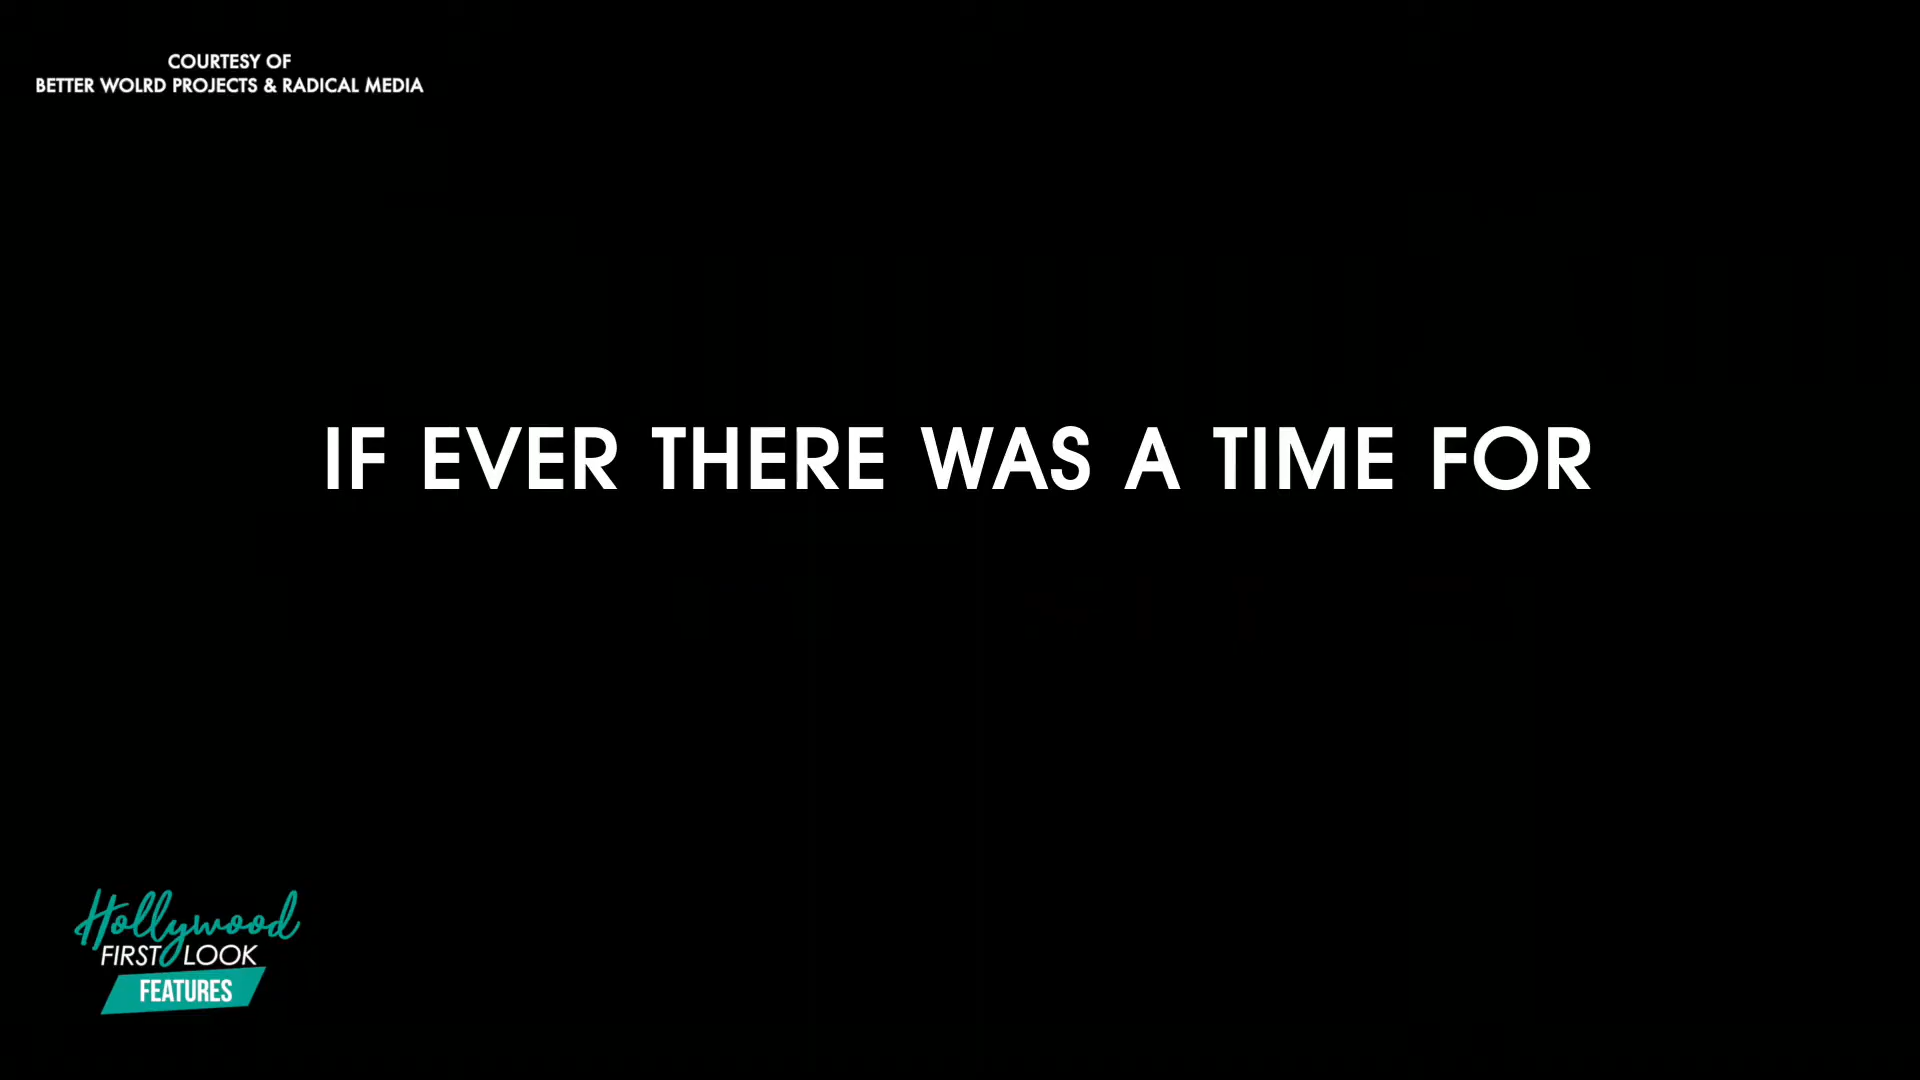 COURTESY OF
BETTER WOLRD PROJECTS & RADICAL MEDIA
IF EVER THERE WAS A TIME FOR
Hollywood
FIRST LOOK
FEATURES